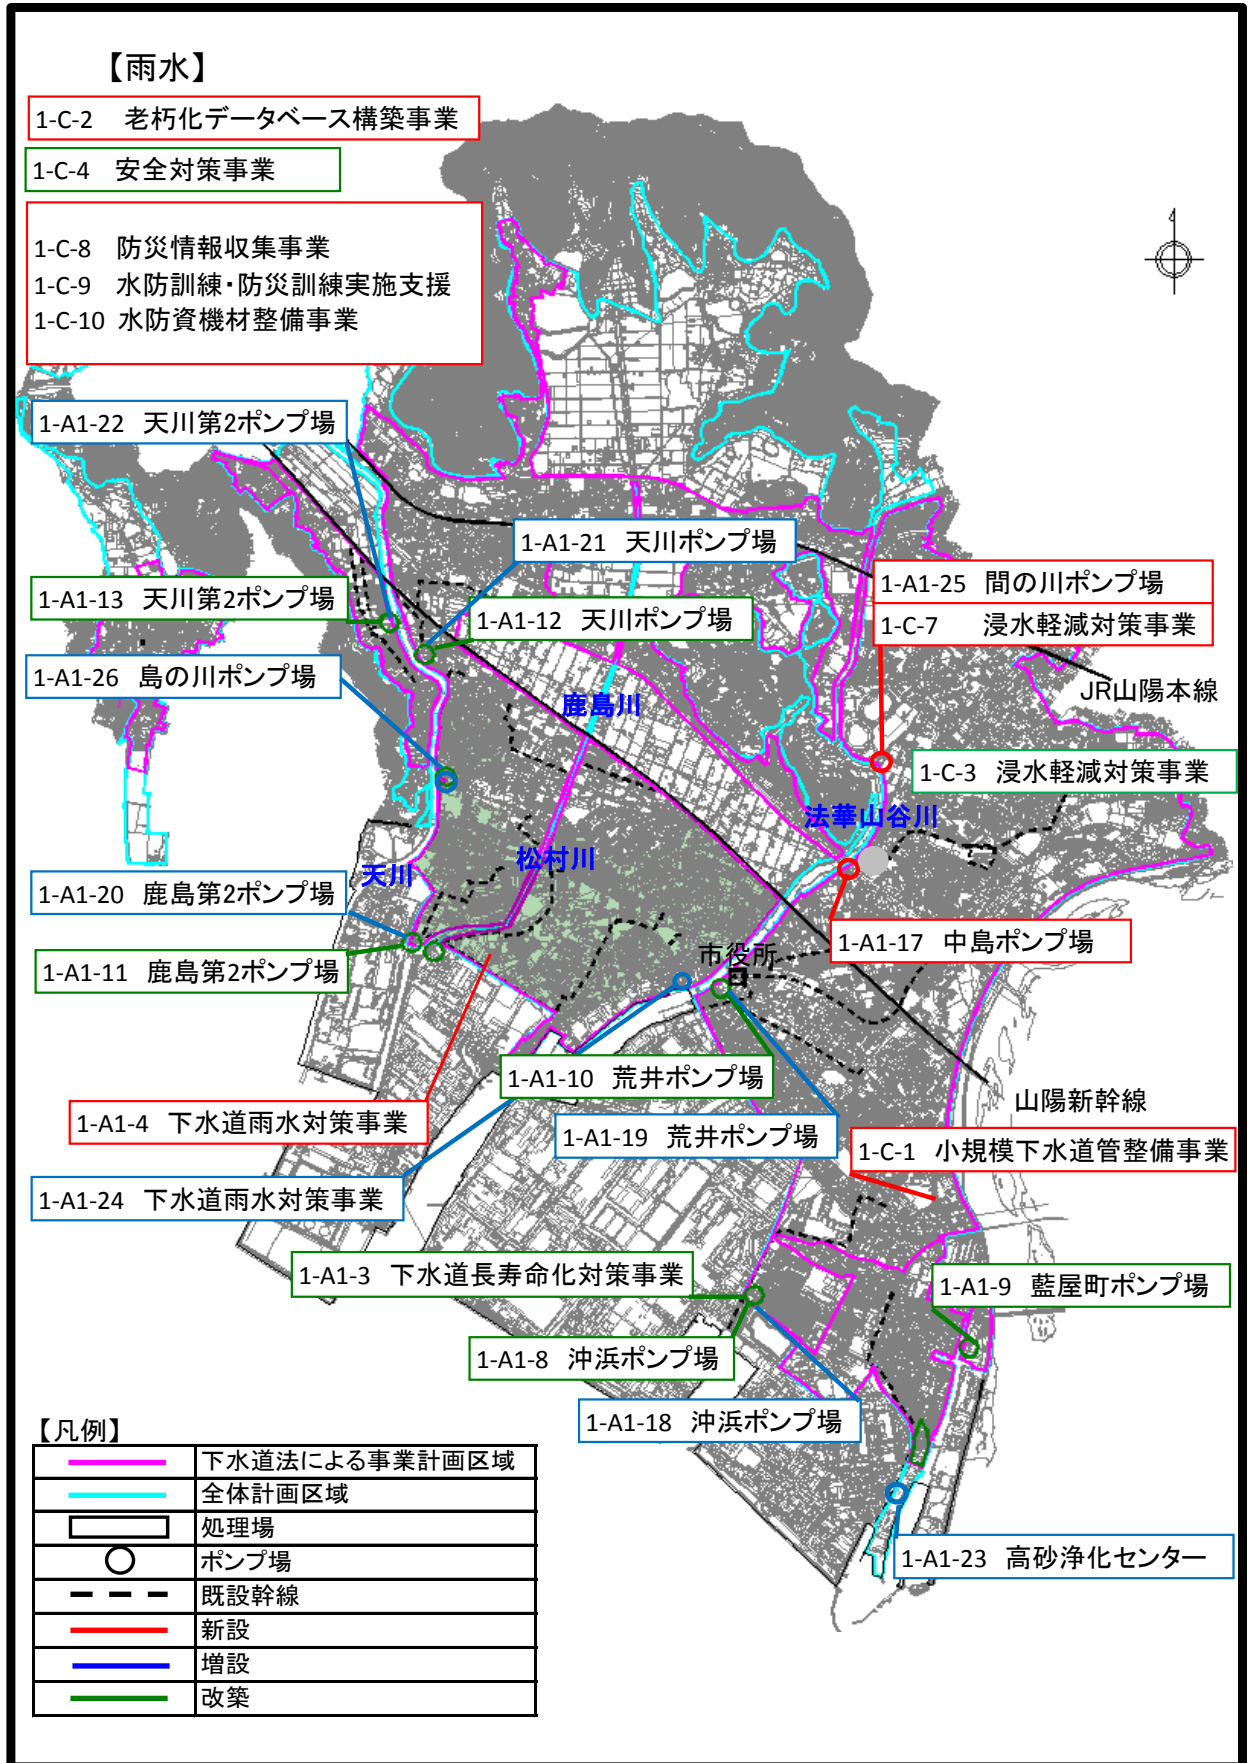 【雨水】
1-C-2 老朽化データベース構築事業
1-C-4 安全対策事業
1-C-8 防災情報収集事業
1-C-9 水防訓練・防災訓練実施支援
1-C-10 水防資機材整備事業
1-A1-22 天川第2ポンプ場
1-A1-21 天川ポンプ場
1-A1-25 間の川ポンプ場
1-C-7 浸水軽減対策事業
1-A1-13 天川第2ポンプ場
1-A1-12 天川ポンプ場
1-A1-26 島の川ポンプ場
JR山陽本線
鹿島川
1-C-3 浸水軽減対策事業
法華山谷川
松村川
天川
1-A1-20 鹿島第2ポンプ場
1-A1-17 中島ポンプ場
市役所
1-A1-11 鹿島第2ポンプ場
1-A1-10 荒井ポンプ場
山陽新幹線
1-A1-4 下水道雨水対策事業
1-A1-19 荒井ポンプ場
1-C-1 小規模下水道管整備事業
1-A1-24 下水道雨水対策事業
1-A1-3 下水道長寿命化対策事業
1-A1-9 藍屋町ポンプ場
1-A1-8 沖浜ポンプ場
1-A1-18 沖浜ポンプ場
1-A1-23 高砂浄化センター
【凡例】
下水道法による事業計画区域
全体計画区域
処理場
ポンプ場
既設幹線
新設
増設
改築